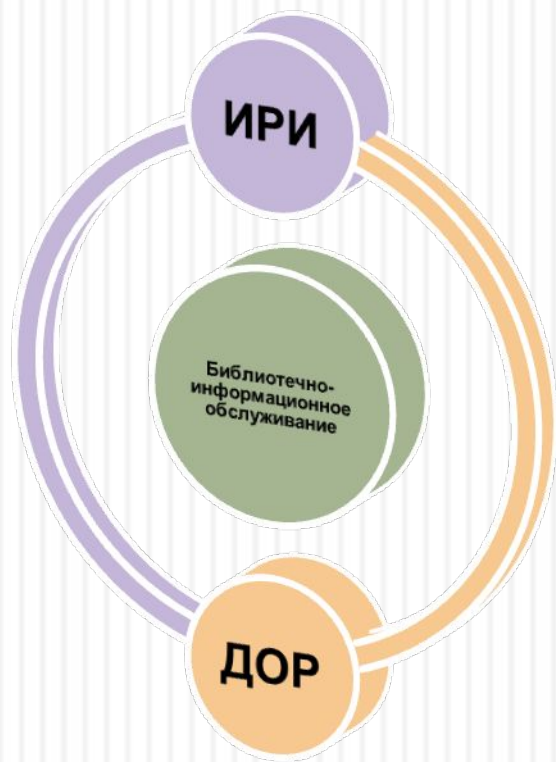 ИРИ
Библиотечно-
информационное
обслуживание
ДОР